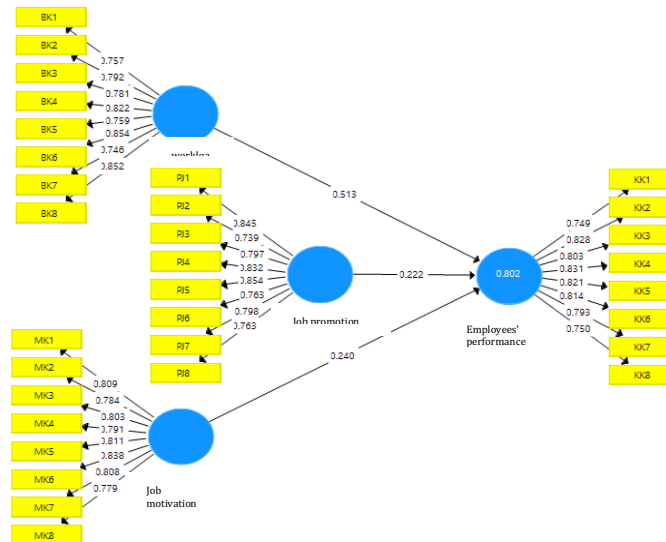 BK1
BK2
BK3
BK4
BK5
BK6
BK7
BK8
0.757
0.792
0.781
0.822
0.759
0.854
0.746
0.852
PJ1
PJ2
PJ3
PJ4
PJ5
PJ6
PJ7
PJ8
0.845
0.739
0.797
0.832
0.854
0.763
0.798
0.763
Job promotion
MK1
MK2
MK3
MK4
MK5
MK6
MK7
MK8
0.809
0.784
0.803
0.791
0.811
0.838
0.808
0.779
Job
motivation
0.513
0.222
0.240
0.802
Employees'
performance
0.749
0.828
0.803
0.831
0.821
0.814
0.793
0.750
KK1
KK2
KK3
KK4
KK5
KK6
KK7
KK8